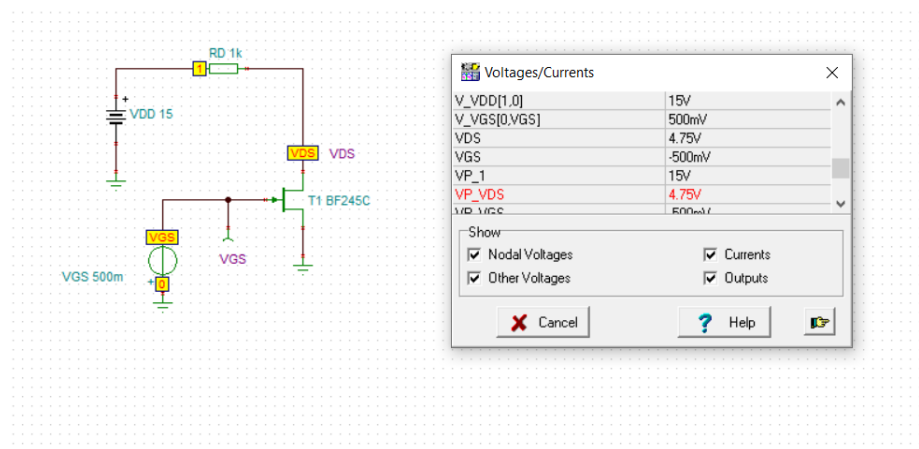 RD 1k
1
+
VDD 15
VDS VDS
T1 BF245C
VGS
VGS
VGS 500m
+
0
Voltages/Currents
V_VDD[1,0] 15V
V_VGS[0,VGS] 500mV
VDS 4.75V
VGS -500mV
VP_1 15V
VP_VDS 4.75V
VP_VGS -500mV
Show
Nodal Voltages Currents
Other Voltages Outputs
Cancel
? Help